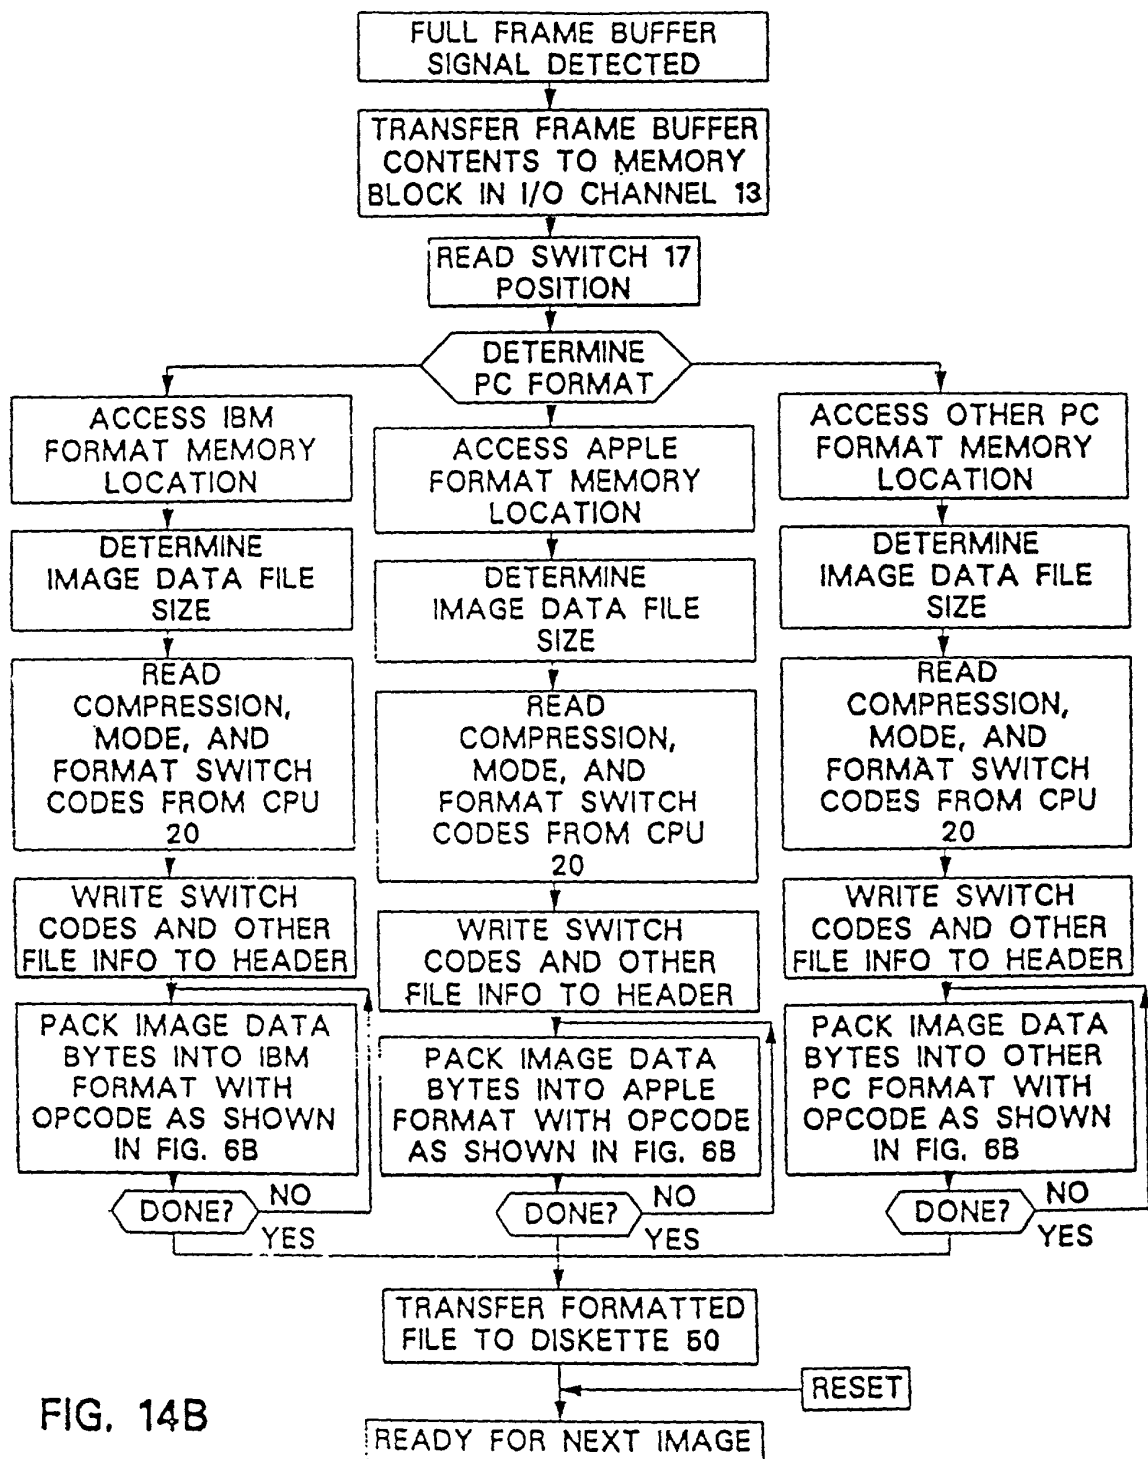 FULL FRAME BUFFER
SIGNAL DETECTED
TRANSFER FRAME BUFFER
CONTENTS TO MEMORY
BLOCK IN I/O CHANNEL 13
READ SWITCH 17
POSITION
DETERMINE
PC FORMAT
ACCESS IBM
FORMAT MEMORY
LOCATION
DETERMINE
IMAGE DATA FILE
SIZE
READ
COMPRESSION,
MODE, AND
FORMAT SWITCH
CODES FROM CPU
20
WRITE SWITCH
CODES AND OTHER
FILE INFO TO HEADER
PACK IMAGE DATA
BYTES INTO IBM
FORMAT WITH
OPCODE AS SHOWN
IN FIG. 6B
DONE?
NO
YES
ACCESS APPLE
FORMAT MEMORY
LOCATION
DETERMINE
IMAGE DATA FILE
SIZE
READ
COMPRESSION,
MODE, AND
FORMAT SWITCH
CODES FROM CPU
20
WRITE SWITCH
CODES AND OTHER
FILE INFO TO HEADER
PACK IMAGE DATA
BYTES INTO APPLE
FORMAT WITH OPCODE
AS SHOWN IN FIG. 6B
DONE?
NO
YES
ACCESS OTHER PC
FORMAT MEMORY
LOCATION
DETERMINE
IMAGE DATA FILE
SIZE
READ
COMPRESSION,
MODE, AND
FORMAT SWITCH
CODES FROM CPU
20
WRITE SWITCH
CODES AND OTHER
FILE INFO TO HEADER
PACK IMAGE DATA
BYTES INTO OTHER
PC FORMAT WITH
OPCODE AS SHOWN
IN FIG. 6B
DONE?
NO
YES
TRANSFER FORMATTED
FILE TO DISKETTE 50
RESET
READY FOR NEXT IMAGE
FIG. 14B